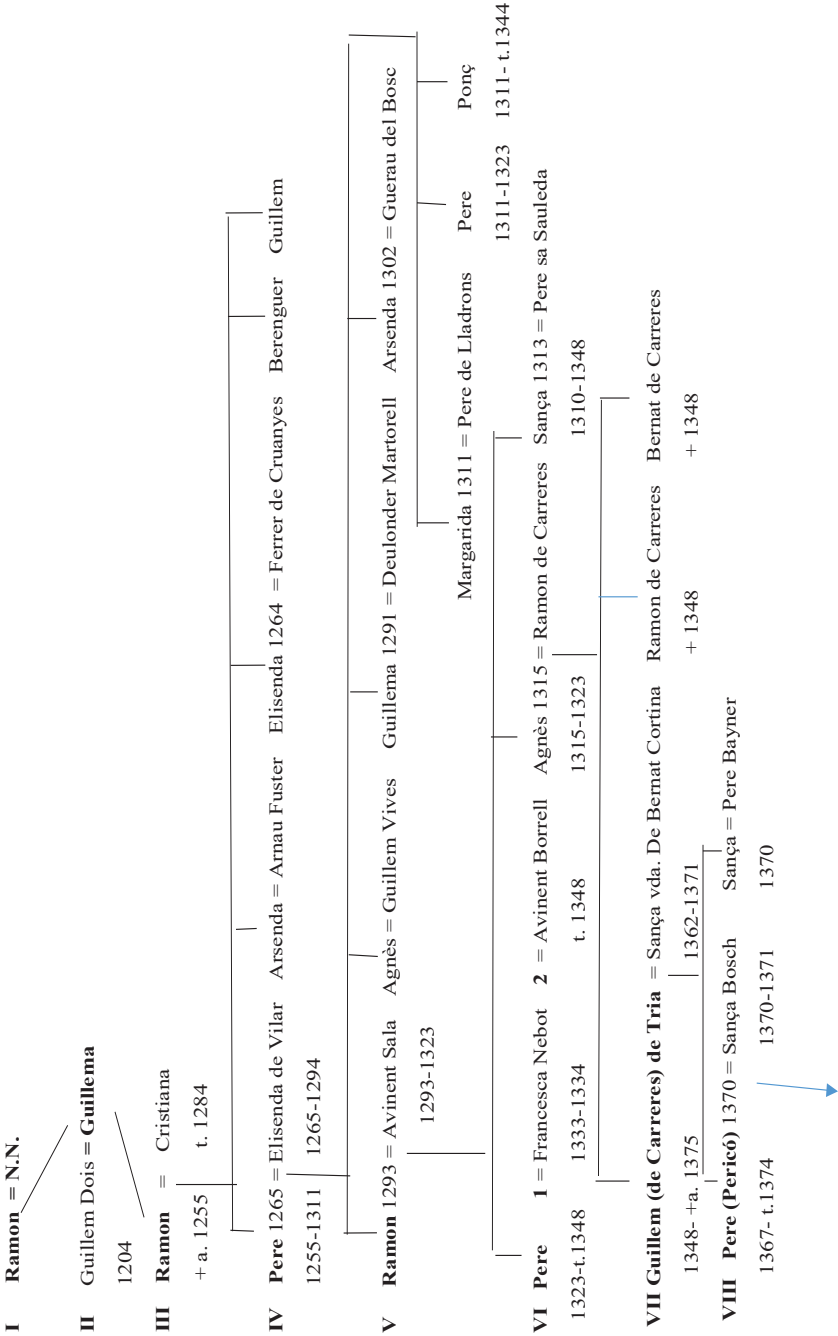 I Ramon = N.N.
II Guillem Dois = Guillema
1204
III Ramon = Cristiana
+ a. 1255 t. 1284
IV Pere 1265 = Elisenda de Vilar Arsenda = Arnau Fuster Elisenda 1264 = Ferrer de Cruanyes Berenguer Guillem
1255-1311 1265-1294
V Ramon 1293 = Avinent Sala Agnès = Guillem Vives Guillema 1291 = Deulonder Martorell Arsenda 1302 = Guerau del Bosc
1293-1323
Margarida 1311 = Pere de Lladrons Pere Ponç
1311-1323 1311- t.1344
VI Pere 1 = Francesca Nebot 2 = Avinent Borrell Agnès 1315 = Ramon de Carreres Sança 1313 = Pere sa Sauleda
1323-t.1348 1333-1334 t. 1348 1315-1323 1310-1348
VII Guillem (de Carreres) de Tria = Sança vda. De Bernat Cortina Ramon de Carreres Bernat de Carreres
1348- +a. 1375 1362-1371 + 1348 + 1348
VIII Pere (Pericó) 1370 = Sança Bosch Sança = Pere Bayner
1367- t.1374 1370-1371 1370